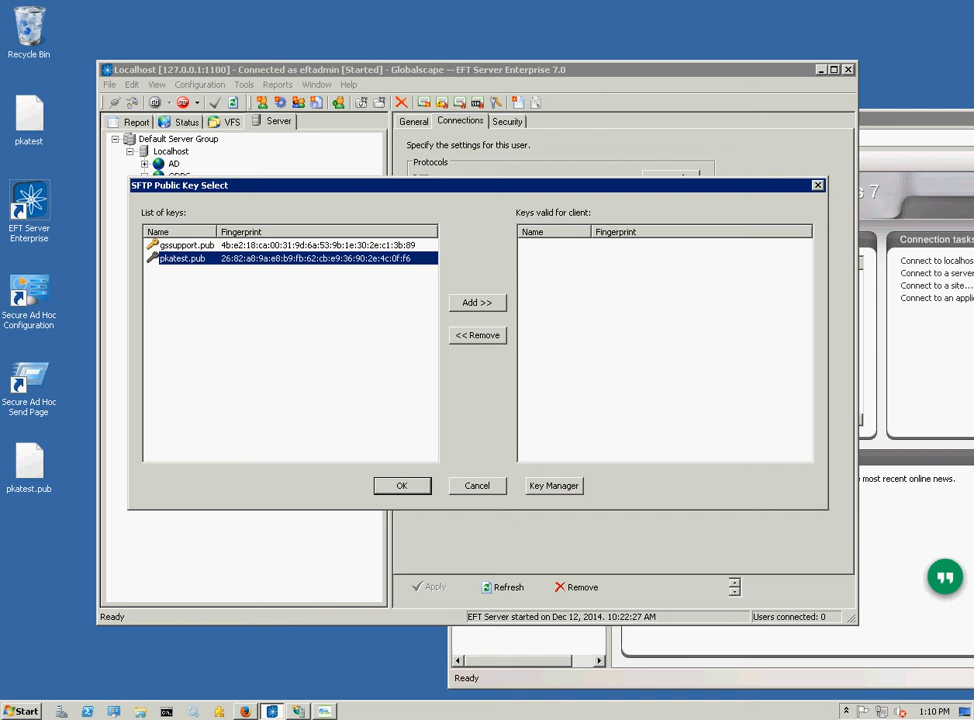 Recycle Bin
pkatest
EFT Server
Enterprise
Secure Ad Hoc
Configuration
Secure Ad Hoc
Send Page
pkatest.pub
Localhost [127.0.0.1:1100] - Connected as eftadmin [Started] - Globalscape — EFT Server Enterprise 7.0
File Edit View Configuration Tools Reports Window Help
Report Status VFS Server
Default Server Group
Localhost
AD
General Connections Security
Specify the settings for this user.
Protocols
SFTP Public Key Select
List of keys:
Name Fingerprint
gssupport.pub 4b:e2:18:ca:00:31:9d:6a:53:9b:1e:30:2e:c1:3b:89
pkatest.pub 26:82:a8:9a:e8:b9:fb:62:cb:e9:36:90:2e:4c:0f:f6
Add >>
<< Remove
Keys valid for client:
Name Fingerprint
OK Cancel Key Manager
Apply Refresh Remove
Ready EFT Server started on Dec 12, 2014. 10:22:27 AM Users connected: 0
7
Connection tasks
Connect to localhos
Connect to a server
Connect to a site...
Connect to an appli
most recent online news.
Ready
Start 1:10 PM